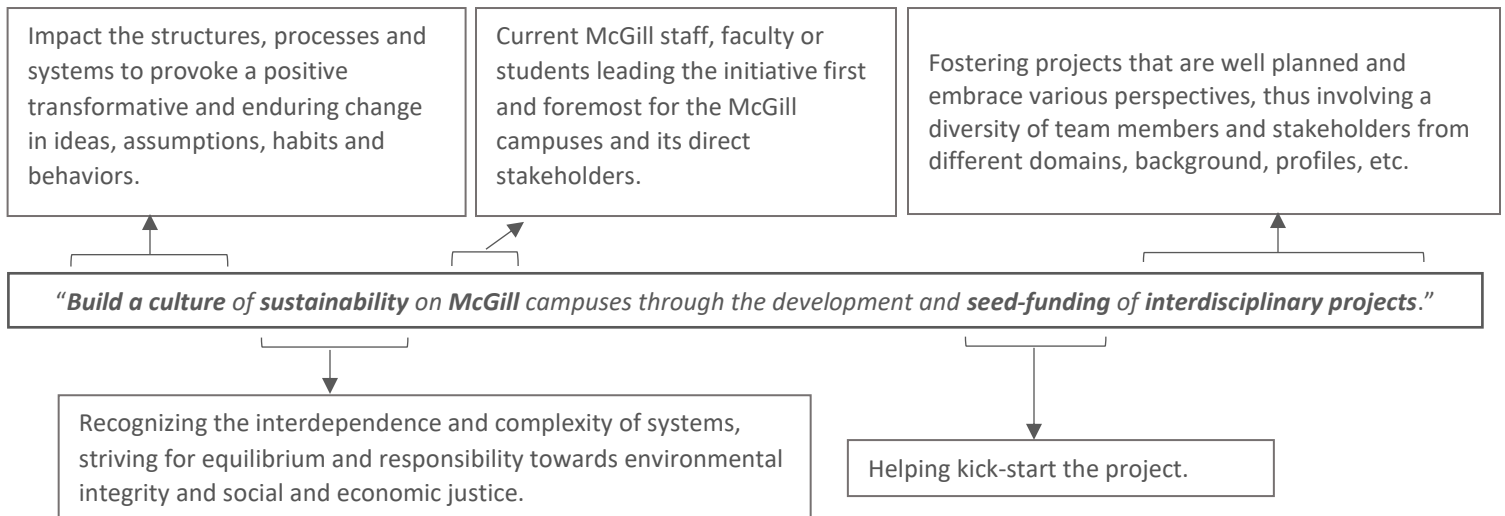 Impact the structures, processes and
systems to provoke a positive
transformative and enduring change
in ideas, assumptions, habits and
behaviors.
Current McGill staff, faculty or
students leading the initiative first
and foremost for the McGill
campuses and its direct
stakeholders.
Fostering projects that are well planned and
embrace various perspectives, thus involving a
diversity of team members and stakeholders from
different domains, background, profiles, etc.
“Build a culture of sustainability on McGill campuses through the development and seed-funding of interdisciplinary projects.”
Recognizing the interdependence and complexity of systems,
striving for equilibrium and responsibility towards environmental
integrity and social and economic justice.
Helping kick-start the project.